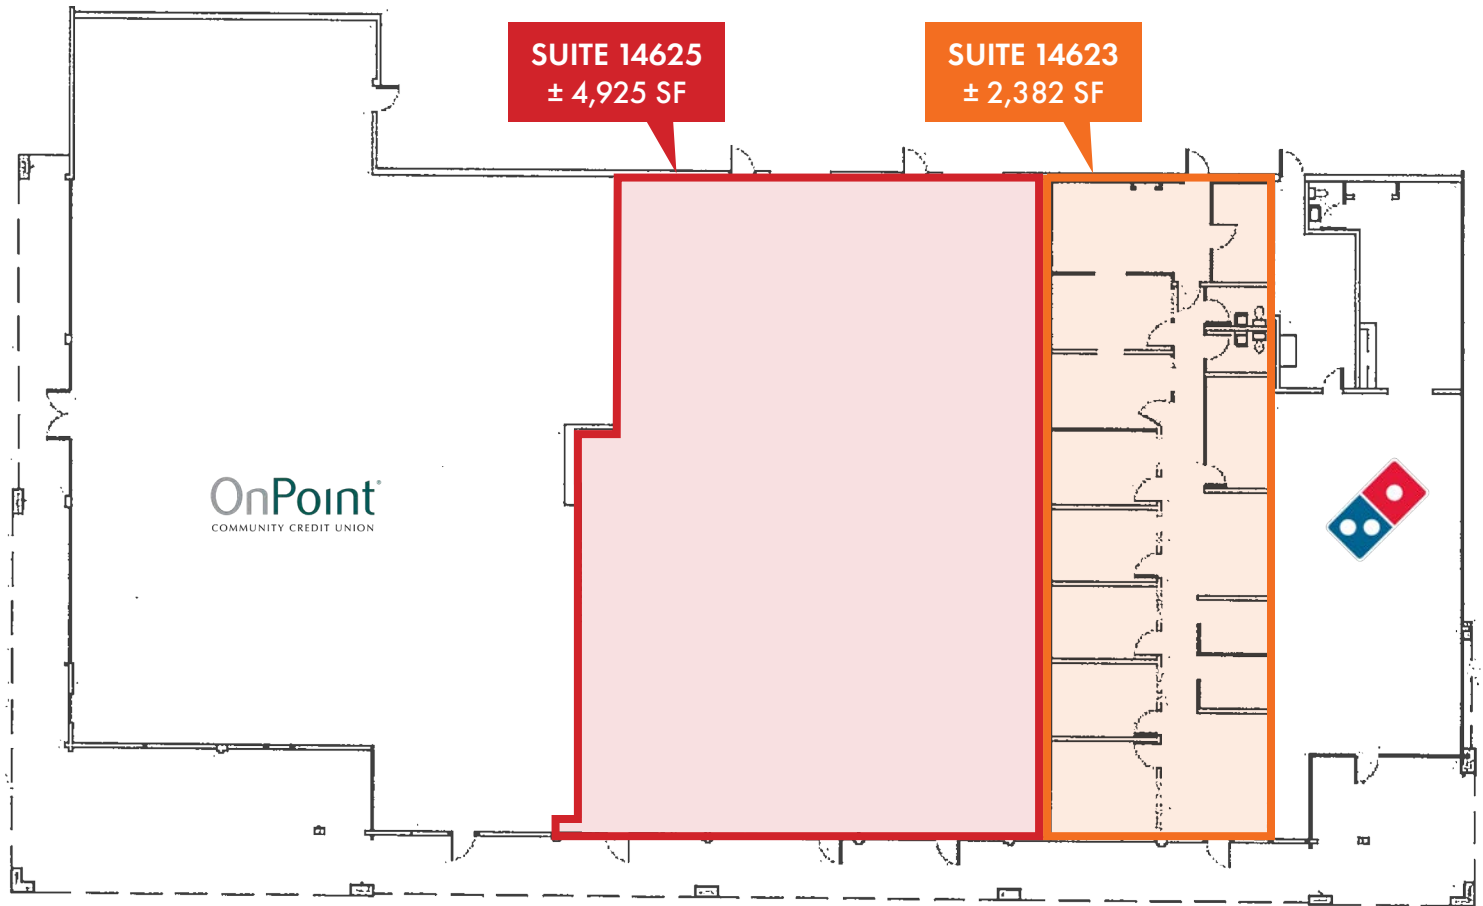 SUITE 14625
± 4,925 SF
SUITE 14623
± 2,382 SF
OnPoint
COMMUNITY CREDIT UNION